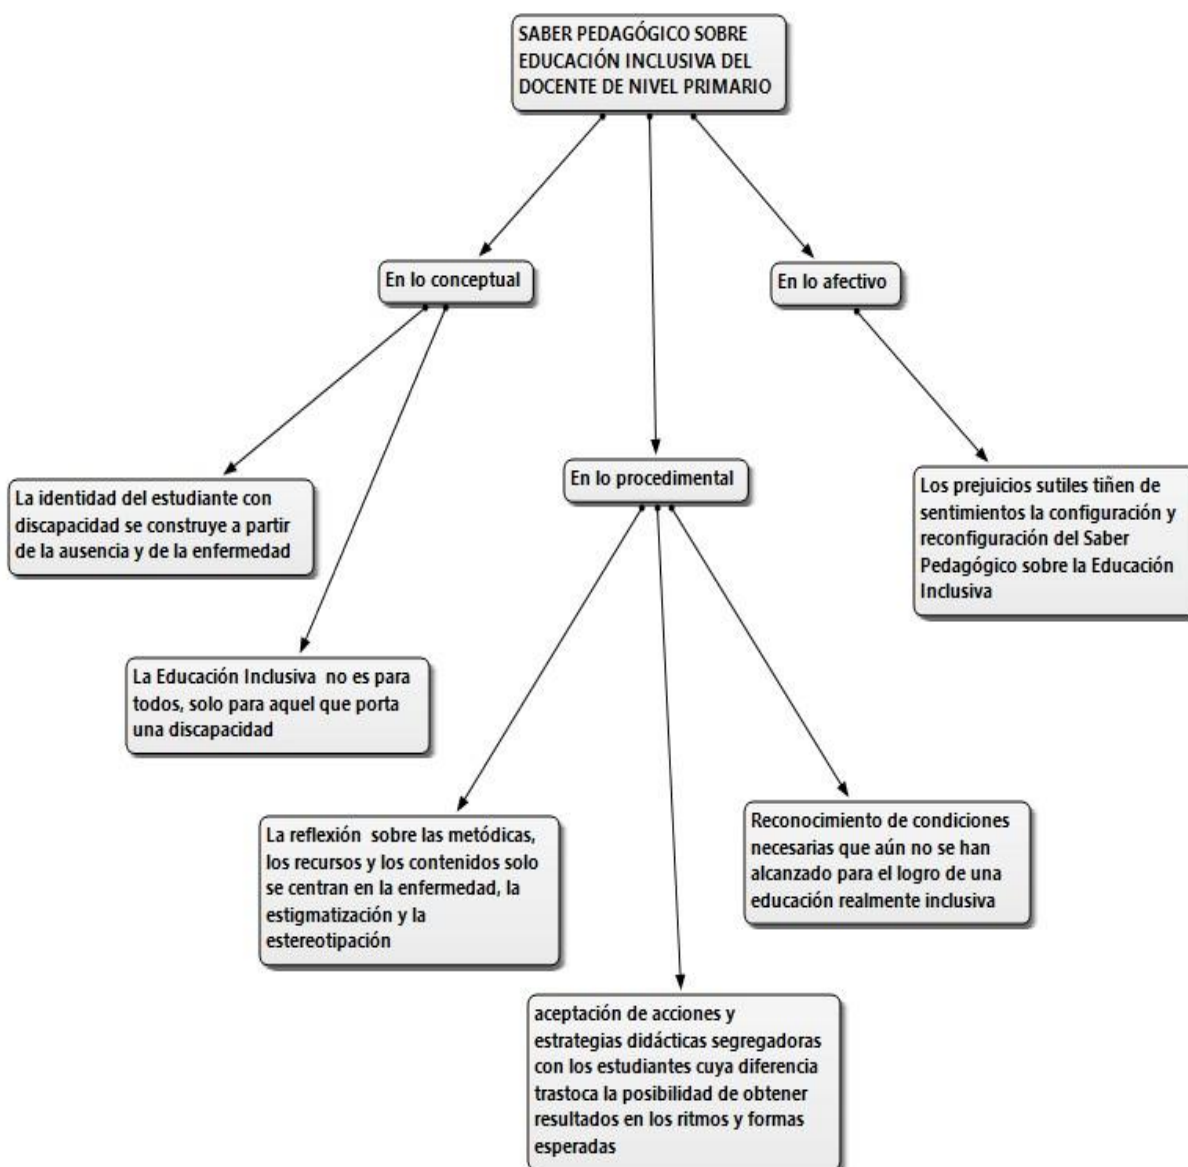 SABER PEDAGÓGICO SOBRE
EDUCACIÓN INCLUSIVA DEL
DOCENTE DE NIVEL PRIMARIO
En lo conceptual
En lo afectivo
En lo procedimental
La identidad del estudiante con
discapacidad se construye a partir
de la ausencia y de la enfermedad
Los prejuicios sutiles tiñen de
sentimientos la configuración y
reconfiguración del Saber
Pedagógico sobre la Educación
Inclusiva
La Educación Inclusiva  no es para
todos, solo para aquel que porta
una discapacidad
La reflexión  sobre las metódicas,
los recursos y los contenidos solo
se centran en la enfermedad, la
estigmatización y la
estereotipación
Reconocimiento de condiciones
necesarias que aún no se han
alcanzado para el logro de una
educación realmente inclusiva
aceptación de acciones y
estrategias didácticas segregadoras
con los estudiantes cuya diferencia
trastoca la posibilidad de obtener
resultados en los ritmos y formas
esperadas